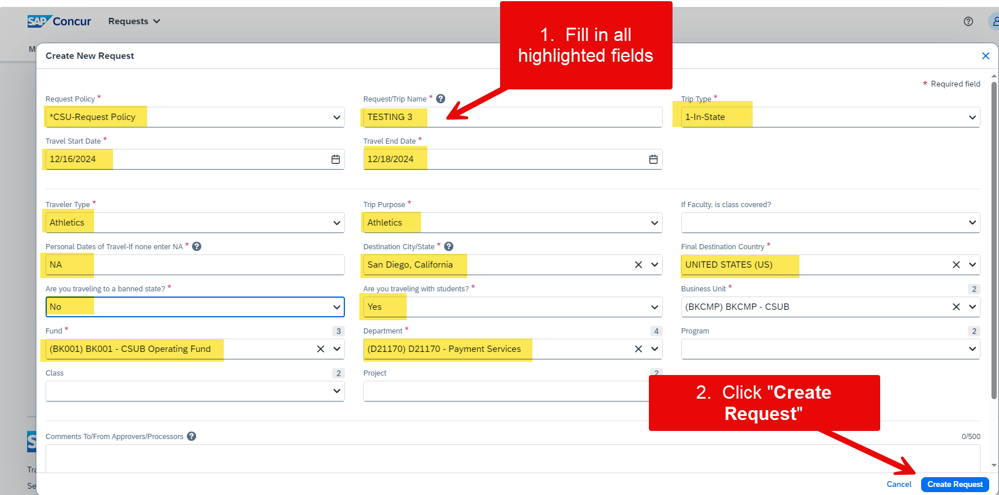 SAP Concur Requests
1. Fill in all
highlighted fields
M
Create New Request
* Required field
Request Policy *
Request/Trip Name * ?
Trip Type *
*CSU-Request Policy
TESTING 3
1-In-State
Travel Start Date *
Travel End Date *
12/16/2024
12/18/2024
Traveler Type *
Trip Purpose *
If Faculty, is class covered?
Athletics
Athletics
Personal Dates of Travel-If none enter NA * ?
Destination City/State * ?
Final Destination Country *
NA
San Diego, California
UNITED STATES (US)
Are you traveling to a banned state? *
Are you traveling with students? *
Business Unit * 2
No
Yes
(BKCMP) BKCMP - CSUB
Fund * 3
Department * 4
Program 2
(BK001) BK001 - CSUB Operating Fund
(D21170) D21170 - Payment Services
Class 2
Project 2
2. Click "Create
Request"
Comments To/From Approvers/Processors ?
0/500
S
Tra
Se
Cancel
Create Request